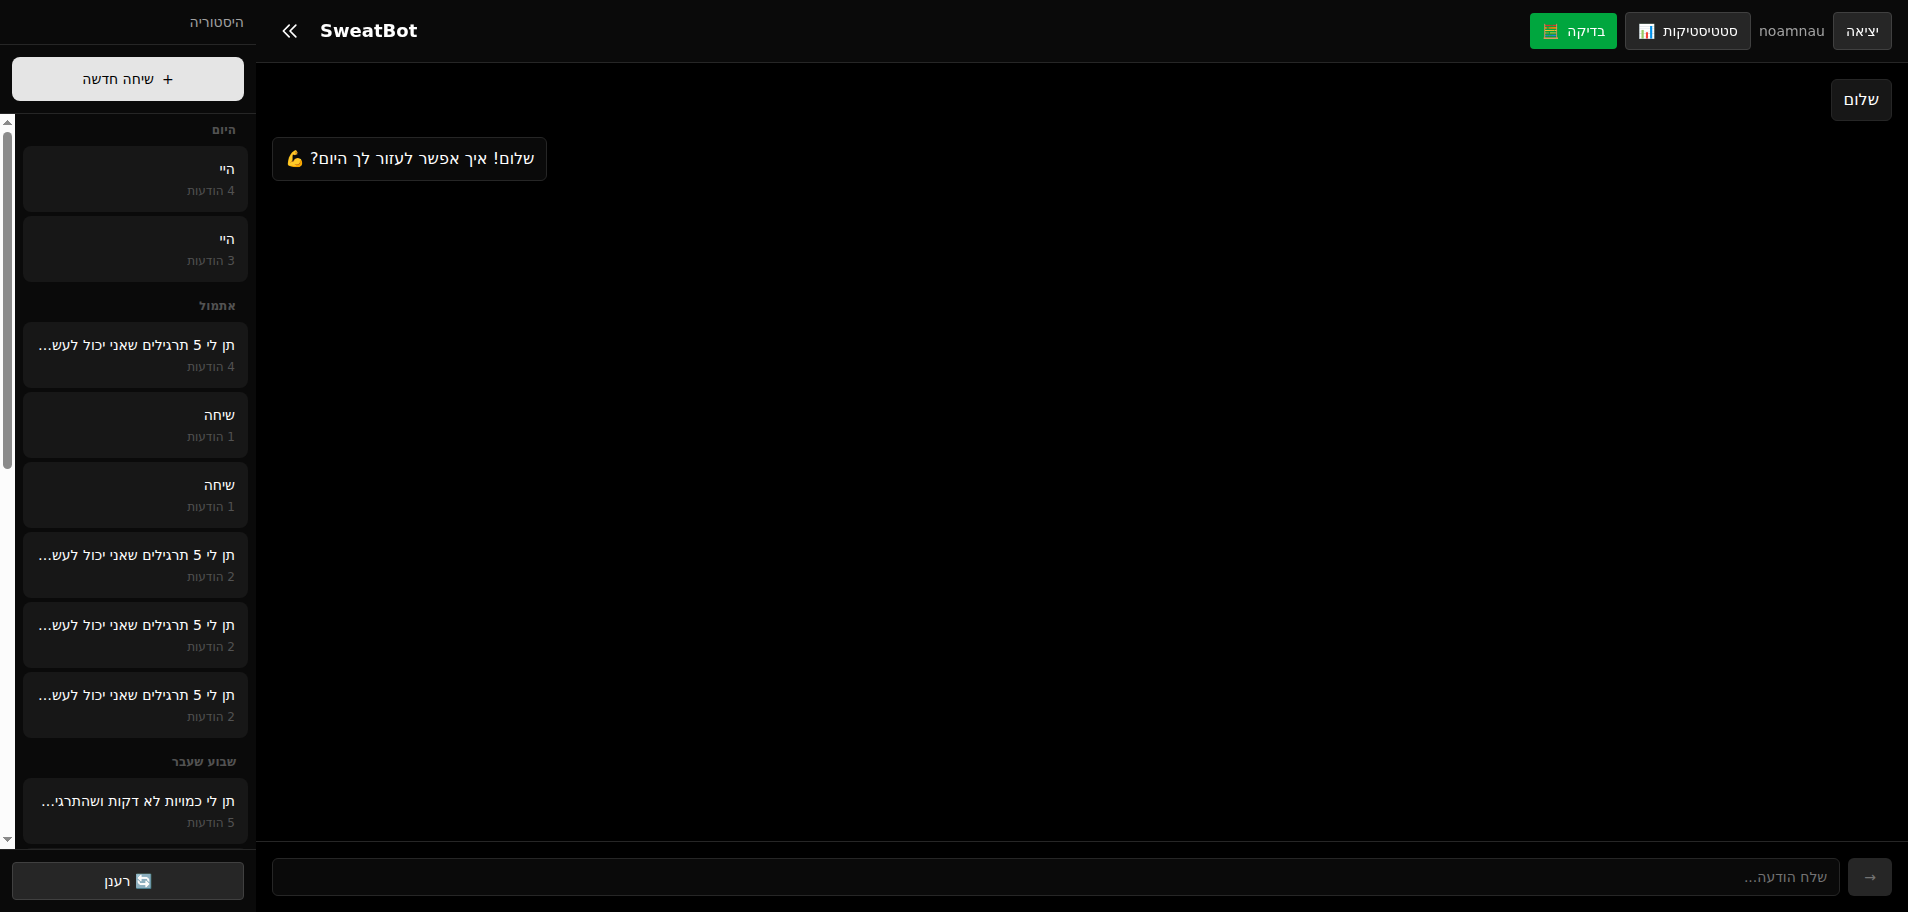 היסטוריה
+ שיחה חדשה
היום
היי
4 הודעות
היי
3 הודעות
אתמול
תן לי 5 תרגילים שאני יכול לעש...
4 הודעות
שיחה
1 הודעות
שיחה
1 הודעות
תן לי 5 תרגילים שאני יכול לעש...
2 הודעות
תן לי 5 תרגילים שאני יכול לעש...
2 הודעות
תן לי 5 תרגילים שאני יכול לעש...
2 הודעות
שבוע שעבר
תן לי כמויות לא דקות ושהתרגי...
5 הודעות
🔄 רענן
SweatBot
יציאה
noamnau
סטטיסטיקות 📊
בדיקה 🧮
שלום
שלום! איך אפשר לעזור לך היום? 💪
שלח הודעה...
→